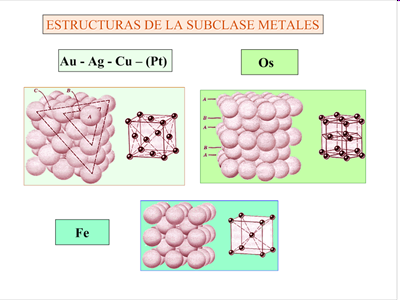 ESTRUCTURAS DE LA SUBCLASE METALES
Au - Ag - Cu – (Pt)
Os
C
B
A
A
B
A
B
A
Fe